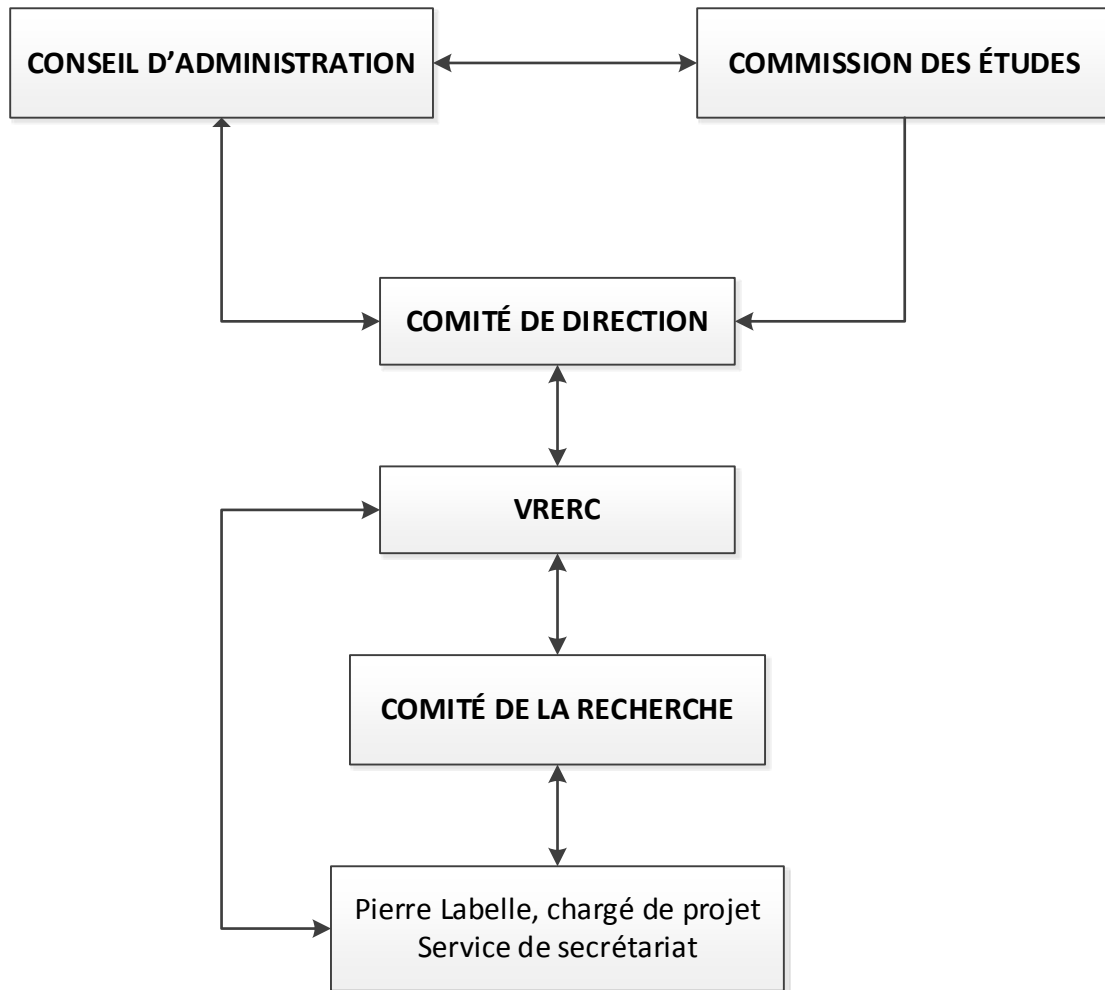 CONSEIL D’ADMINISTRATION
COMMISSION DES ÉTUDES
COMITÉ DE DIRECTION
VRERC
COMITÉ DE LA RECHERCHE
Pierre Labelle, chargé de projet
Service de secrétariat